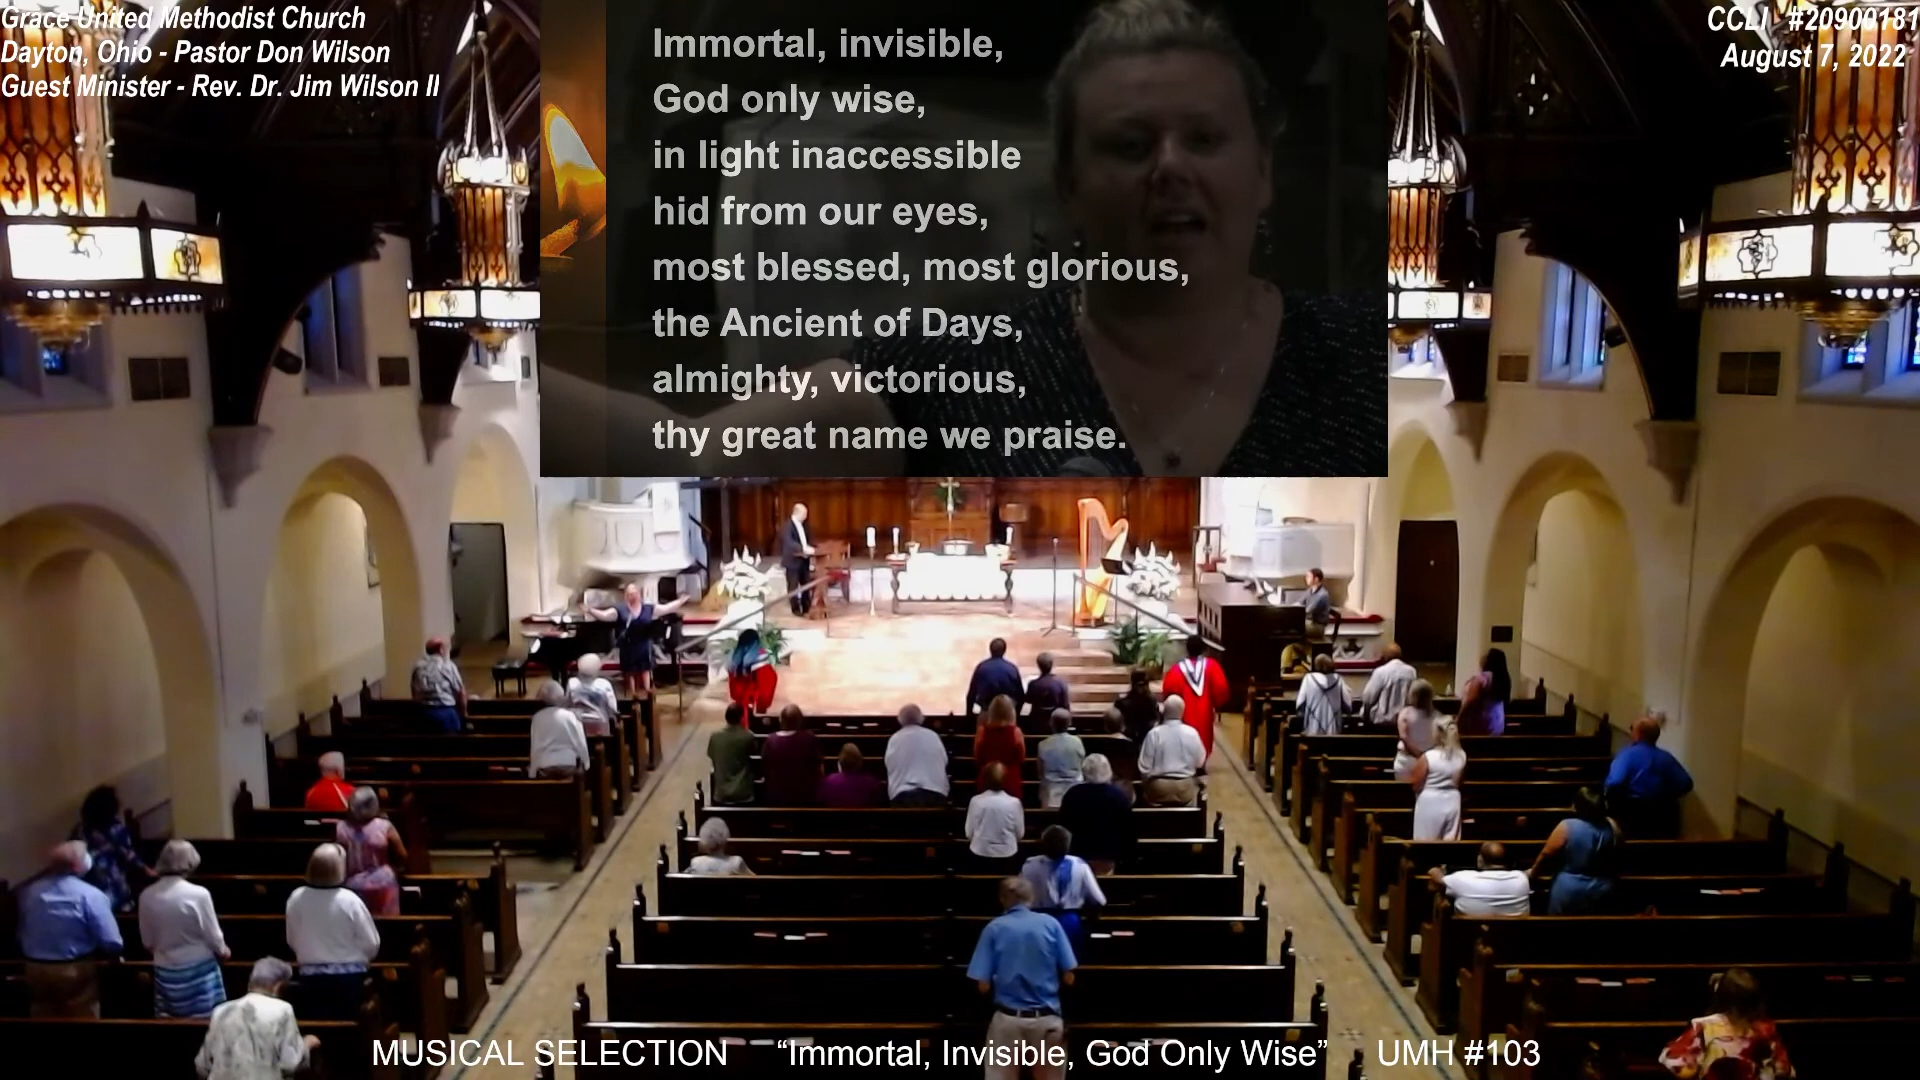 Grace United Methodist Church
Dayton, Ohio - Pastor Don Wilson
Guest Minister - Rev. Dr. Jim Wilson II
CCLI #20900181
August 7, 2022
Immortal, invisible,
God only wise,
in light inaccessible
hid from our eyes,
most blessed, most glorious,
the Ancient of Days,
almighty, victorious,
thy great name we praise.
MUSICAL SELECTION “Immortal, Invisible, God Only Wise” UMH #103